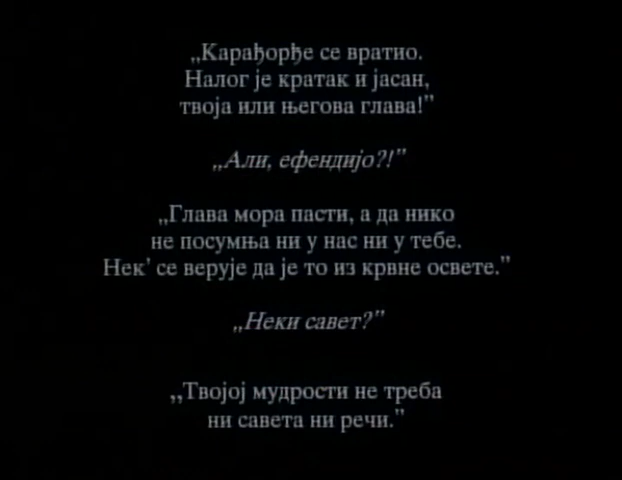 „Карађорђе се вратио.
Налог је кратак и јасан,
твоја или његова глава!”
„Али, ефендијо?!”
„Глава мора пасти, а да нико
не посумња ни у нас ни у тебе.
Нек’ се верује да је то из крвне освете.”
„Неки савет?”
„Твојој мудрости не треба
ни савета ни речи.”